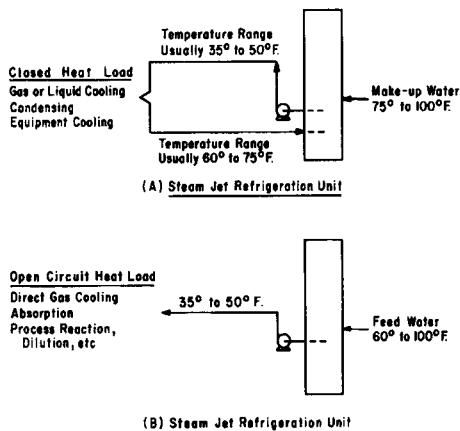 Temperature Range
Usually 35° to 50°F.
Closed Heat Load
Gas or Liquid Cooling
Condensing
Equipment Cooling
Make-up Water
75° to 100°F.
Temperature Range
Usually 60° to 75°F.
(A) Steam Jet Refrigeration Unit
Open Circuit Heat Load
Direct Gas Cooling
Absorption
Process Reaction,
Dilution, etc
35° to 50° F.
Feed Water
60° to 100°F.
(B) Steam Jet Refrigeration Unit